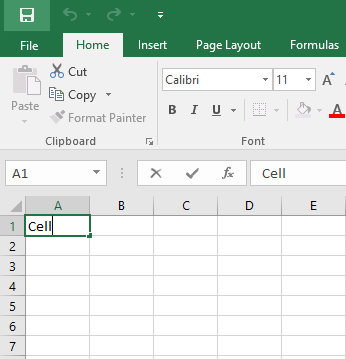 File Home Insert Page Layout Formulas
Cut
Calibri 11 A
Copy
Paste
Format Painter
B I U A
Clipboard Font
A1 fx Cell
A B C D E
1 Cell
2
3
4
5
6
7